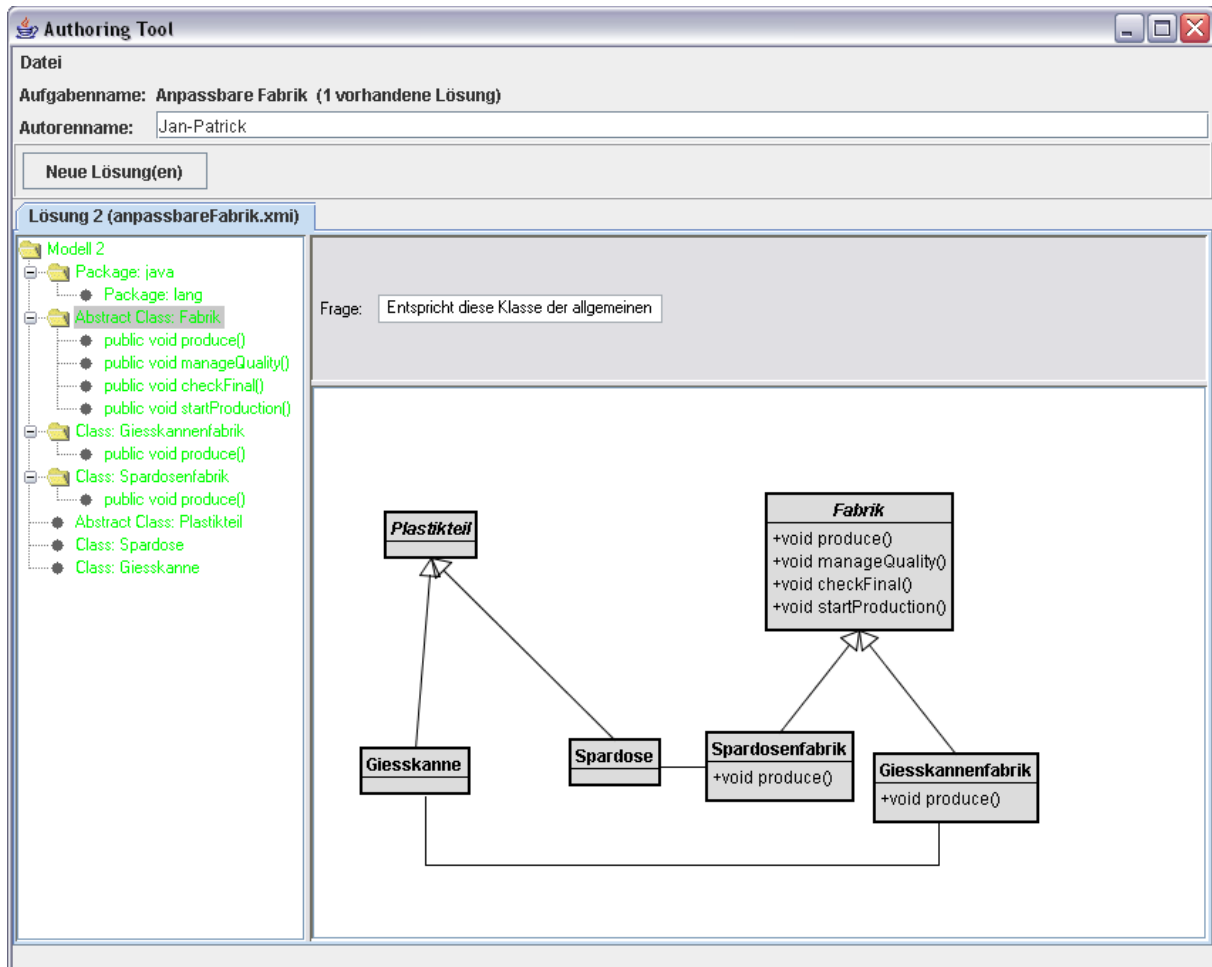 Authoring Tool
Datei
Aufgabenname: Anpassbare Fabrik (1 vorhandene Lösung)
Autorenname: Jan-Patrick
Neue Lösung(en)
Lösung 2 (anpassbareFabrik.xmi)
Modell 2
Package: java
Package: lang
Abstract Class: Fabrik
public void produce()
public void manageQuality()
public void checkFinal()
public void startProduction()
Class: Giesskannenfabrik
public void produce()
Class: Spardosenfabrik
public void produce()
Abstract Class: Plastikteil
Class: Spardose
Class: Giesskanne
Frage: Entspricht diese Klasse der allgemeinen
Plastikteil
Fabrik
+void produce()
+void manageQuality()
+void checkFinal()
+void startProduction()
Giesskanne
Spardose
Spardosenfabrik
+void produce()
Giesskannenfabrik
+void produce()